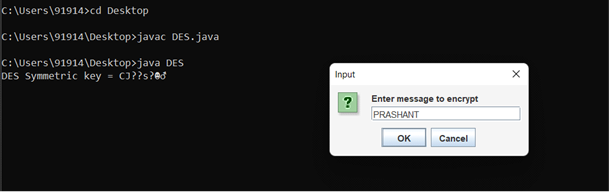 C:\Users\91914>cd Desktop
C:\Users\91914\Desktop>javac DES.java
C:\Users\91914\Desktop>java DES
DES Symmetric key = CJ??s?☻♂
Input
Enter message to encrypt
PRASHANT
OK
Cancel